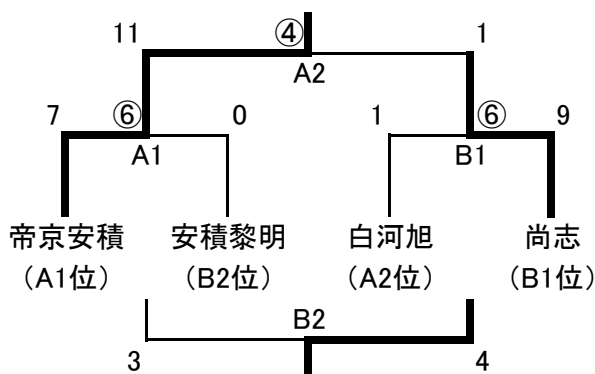 11 ④ 1
A2
7 ⑥ 0 1 ⑥ 9
A1 B1
帝京安積 安積黎明 白河旭 尚志
（A1位） （B2位） （A2位） （B1位）
B2
3 4